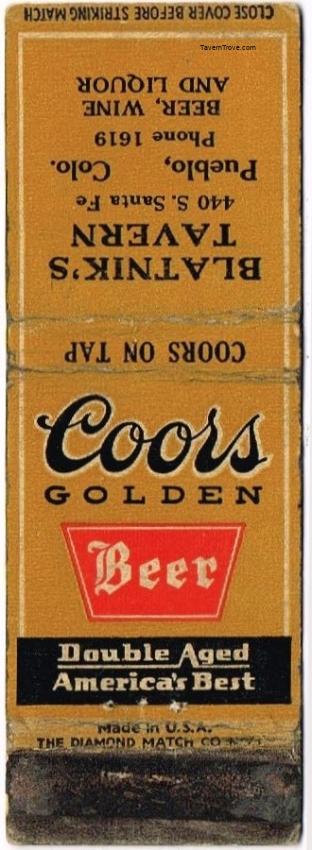 CLOSE COVER BEFORE STRIKING MATCH
TavernTrove.com
BLATNIK'S
TAVERN
440 S. Santa Fe
Pueblo, Colo.
Phone 1619
BEER, WINE
AND LIQUOR
COORS ON TAP
Coors
GOLDEN
Beer
Double Aged
America's Best
Made in U.S.A.
THE DIAMOND MATCH CO